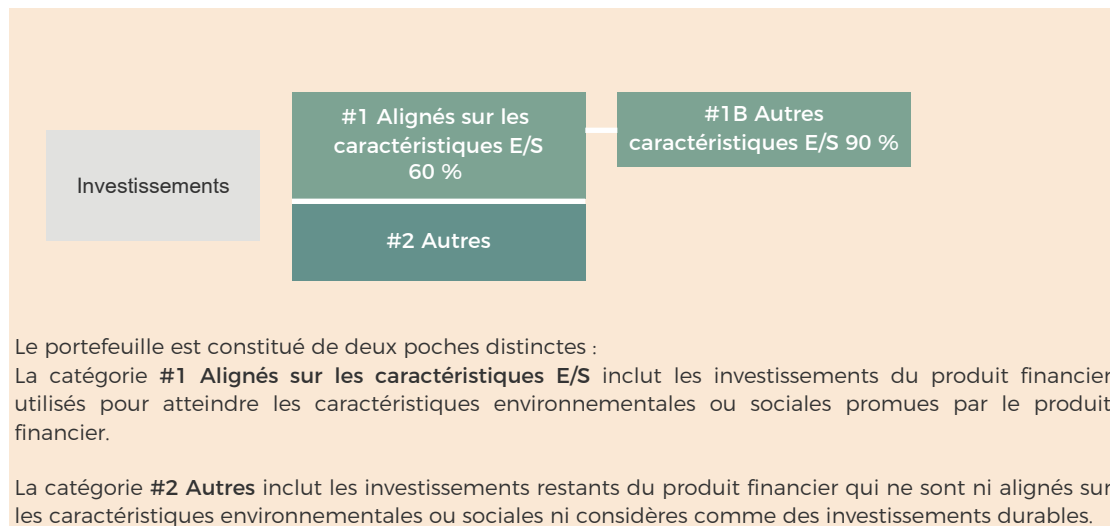 #1 Alignés sur les
caractéristiques E/S
60 %
#1B Autres
caractéristiques E/S 90 %
Investissements
#2 Autres
Le portefeuille est constitué de deux poches distinctes :
La catégorie #1 Alignés sur les caractéristiques E/S inclut les investissements du produit financier
utilisés pour atteindre les caractéristiques environnementales ou sociales promues par le produit
financier.
La catégorie #2 Autres inclut les investissements restants du produit financier qui ne sont ni alignés sur
les caractéristiques environnementales ou sociales ni considères comme des investissements durables.